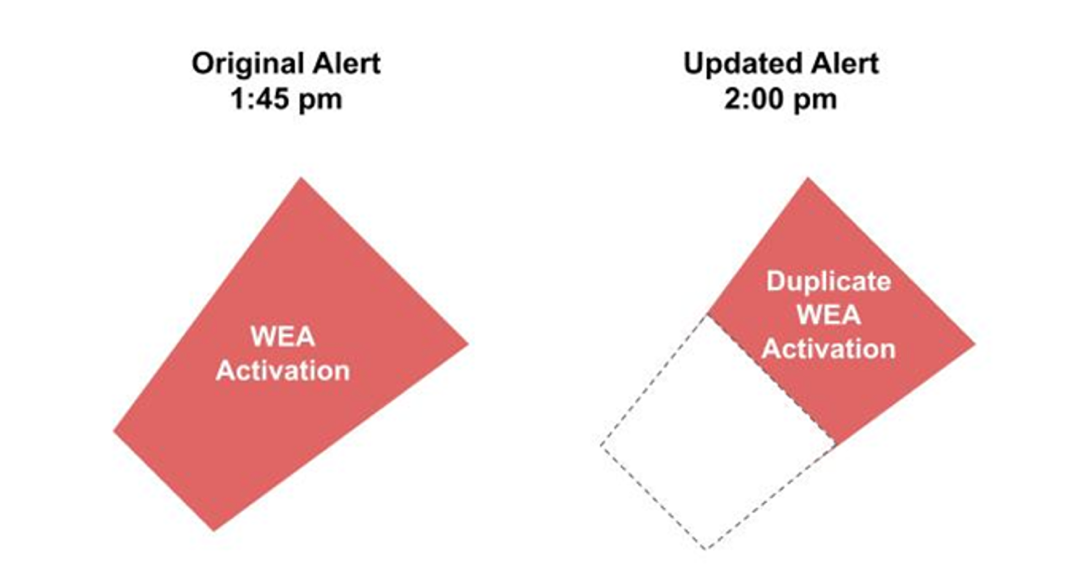 Original Alert
1:45 pm
Updated Alert
2:00 pm
WEA
Activation
Duplicate
WEA
Activation